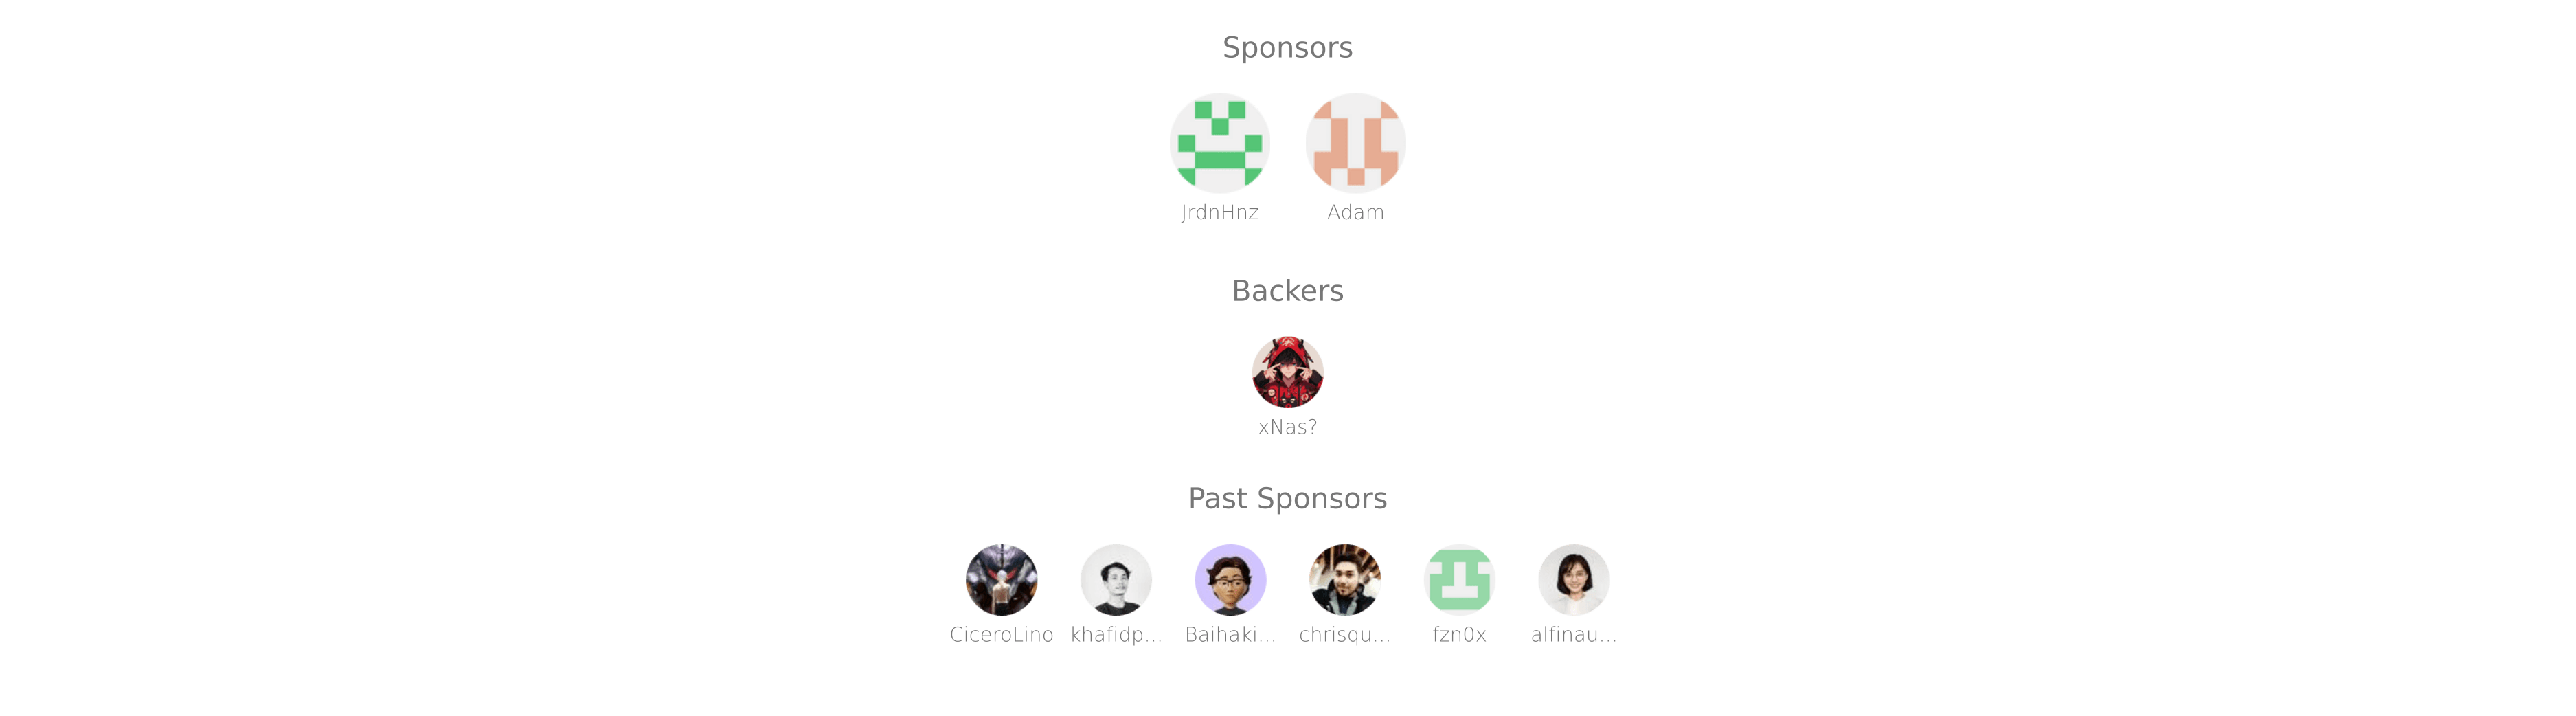 Sponsors
JrdnHnz Adam
Backers
xNas?
Past Sponsors
CiceroLino khafidp... Baihaki... chrisqu... fzn0x alfinau...